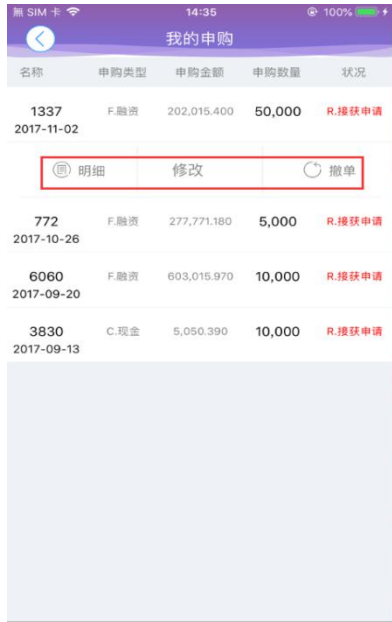 無 SIM 卡 14:35 100%
我的申购
名称 申购类型 申购金额 申购数量 状况
1337 F.融资 202,015.400 50,000 R.接获申请
2017-11-02
明细 修改 撤单
772 F.融资 277,771.180 5,000 R.接获申请
2017-10-26
6060 F.融资 603,015.970 10,000 R.接获申请
2017-09-20
3830 C.现金 5,050.390 10,000 R.接获申请
2017-09-13